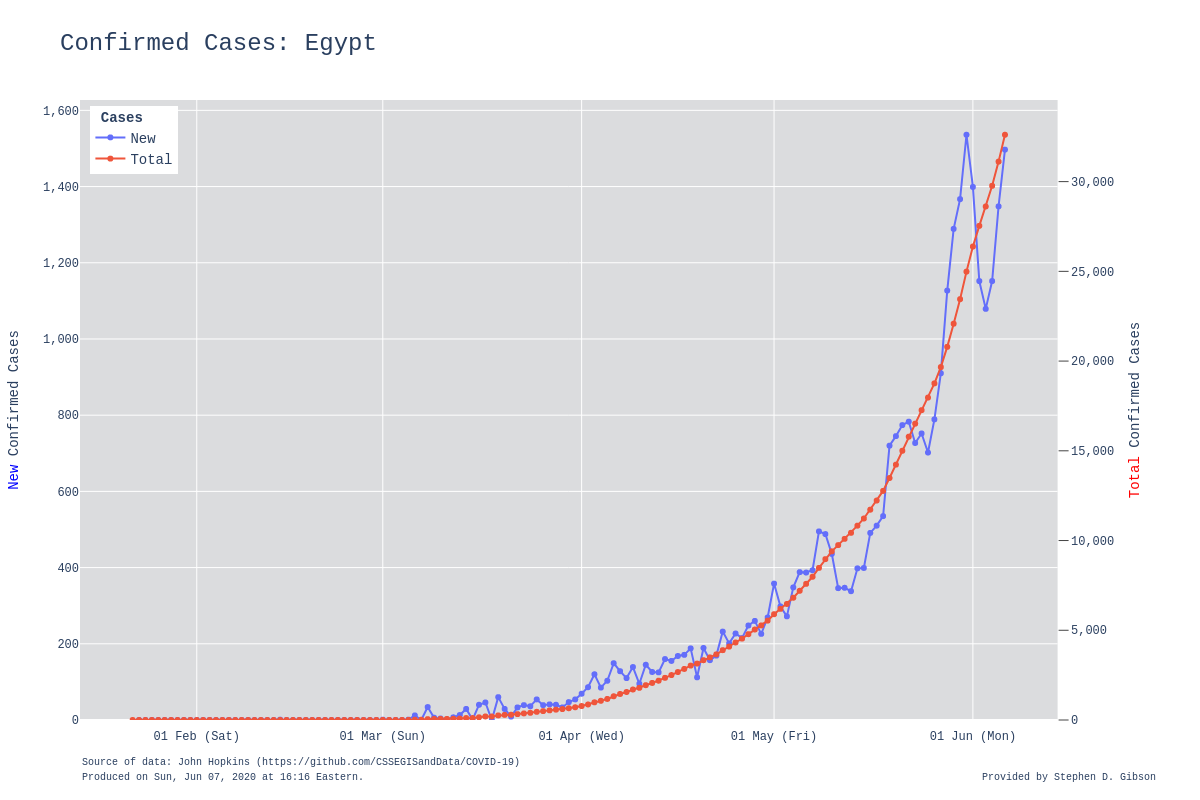 Confirmed Cases: Egypt
Cases
New
Total
1,600
1,400
1,200
1,000
800
600
400
200
0
New Confirmed Cases
30,000
25,000
20,000
15,000
10,000
5,000
0
Total Confirmed Cases
01 Feb (Sat)
01 Mar (Sun)
01 Apr (Wed)
01 May (Fri)
01 Jun (Mon)
Source of data: John Hopkins (https://github.com/CSSEGISandData/COVID-19)
Produced on Sun, Jun 07, 2020 at 16:16 Eastern.
Provided by Stephen D. Gibson